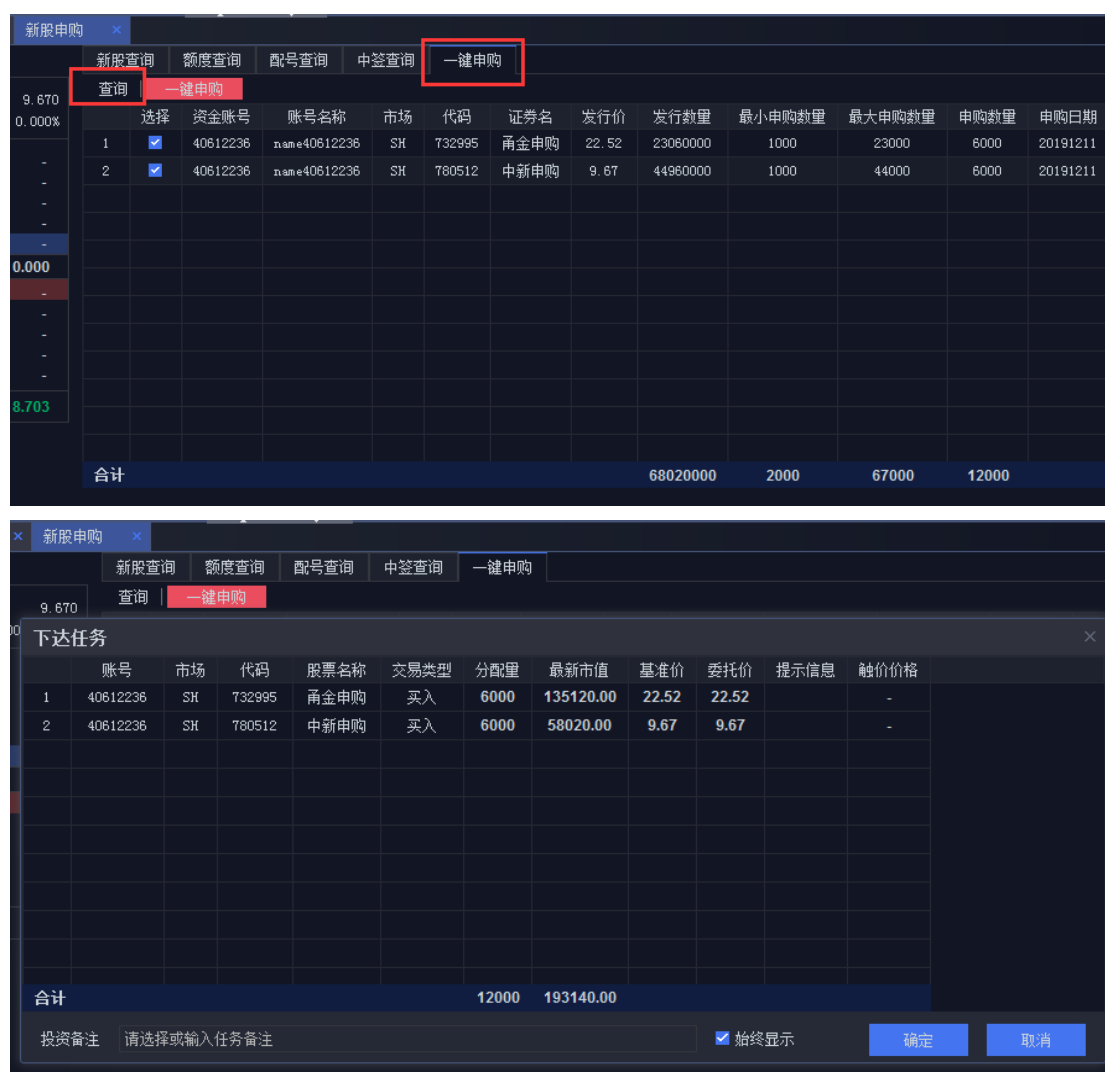 新股申购 ×
新股查询 额度查询 配号查询 中签查询 一键申购
查询 | 一键申购
9.670
0.000%
选择 资金账号 账号名称 市场 代码 证券名 发行价 发行数量 最小申购数量 最大申购数量 申购数量 申购日期
1 40612236 name40612236 SH 732995 甬金申购 22.52 23060000 1000 23000 6000 20191211
2 40612236 name40612236 SH 780512 中新申购 9.67 44960000 1000 44000 6000 20191211
-
-
-
-
-
0.000
-
-
-
-
-
8.703
合计 68020000 2000 67000 12000
× 新股申购 ×
新股查询 额度查询 配号查询 中签查询 一键申购
查询 | 一键申购
9.670
下达任务 ×
账号 市场 代码 股票名称 交易类型 分配量 最新市值 基准价 委托价 提示信息 触价价格
1 40612236 SH 732995 甬金申购 买入 6000 135120.00 22.52 22.52 -
2 40612236 SH 780512 中新申购 买入 6000 58020.00 9.67 9.67 -
合计 12000 193140.00
投资备注 请选择或输入任务备注 始终显示 确定 取消